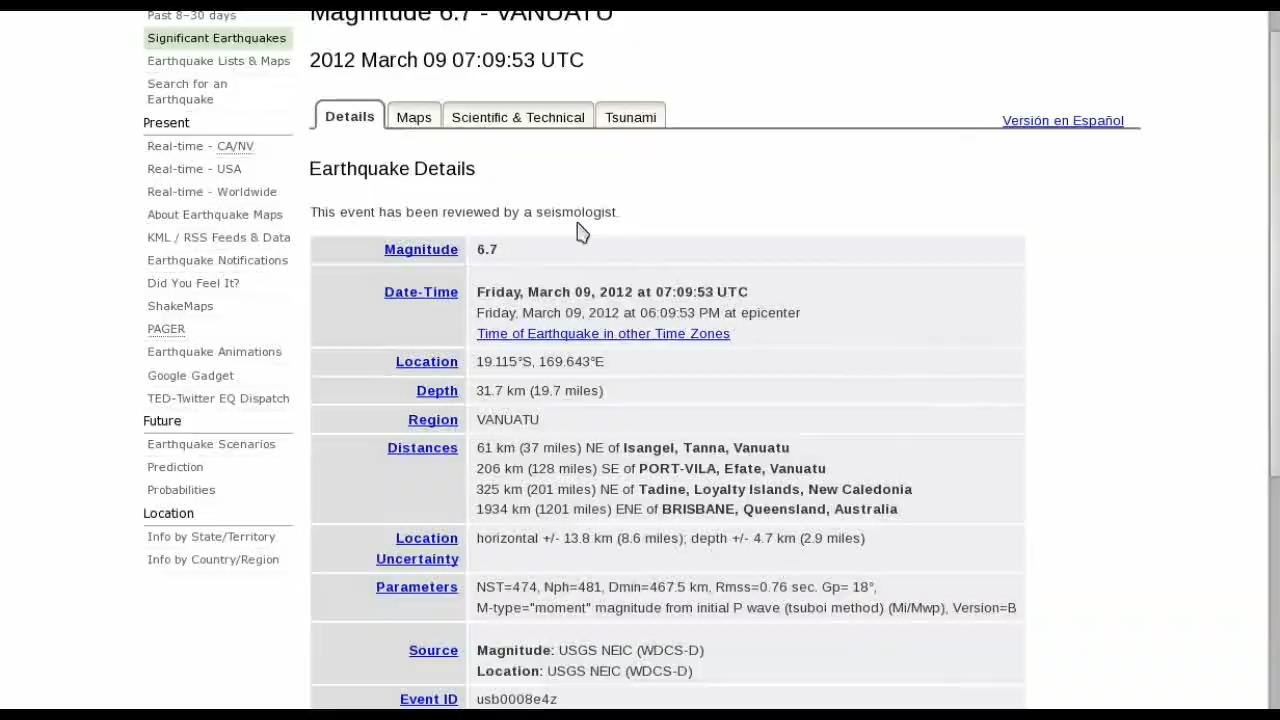 Past 8–30 days
Significant Earthquakes
Earthquake Lists & Maps
Search for an
Earthquake
Present
Real-time - CA/NV
Real-time - USA
Real-time - Worldwide
About Earthquake Maps
KML / RSS Feeds & Data
Earthquake Notifications
Did You Feel It?
ShakeMaps
PAGER
Earthquake Animations
Google Gadget
TED-Twitter EQ Dispatch
Future
Earthquake Scenarios
Prediction
Probabilities
Location
Info by State/Territory
Info by Country/Region
Magnitude 6.7 - VANUATU
2012 March 09 07:09:53 UTC
Details Maps Scientific & Technical Tsunami
Versión en Español
Earthquake Details
This event has been reviewed by a seismologist.
Magnitude 6.7
Date-Time Friday, March 09, 2012 at 07:09:53 UTC
Friday, March 09, 2012 at 06:09:53 PM at epicenter
Time of Earthquake in other Time Zones
Location 19.115°S, 169.643°E
Depth 31.7 km (19.7 miles)
Region VANUATU
Distances 61 km (37 miles) NE of Isangel, Tanna, Vanuatu
206 km (128 miles) SE of PORT-VILA, Efate, Vanuatu
325 km (201 miles) NE of Tadine, Loyalty Islands, New Caledonia
1934 km (1201 miles) ENE of BRISBANE, Queensland, Australia
Location horizontal +/- 13.8 km (8.6 miles); depth +/- 4.7 km (2.9 miles)
Uncertainty
Parameters NST=474, Nph=481, Dmin=467.5 km, Rmss=0.76 sec. Gp= 18°,
M-type="moment" magnitude from initial P wave (tsuboi method) (Mi/Mwp), Version=B
Source Magnitude: USGS NEIC (WDCS-D)
Location: USGS NEIC (WDCS-D)
Event ID usb0008e4z